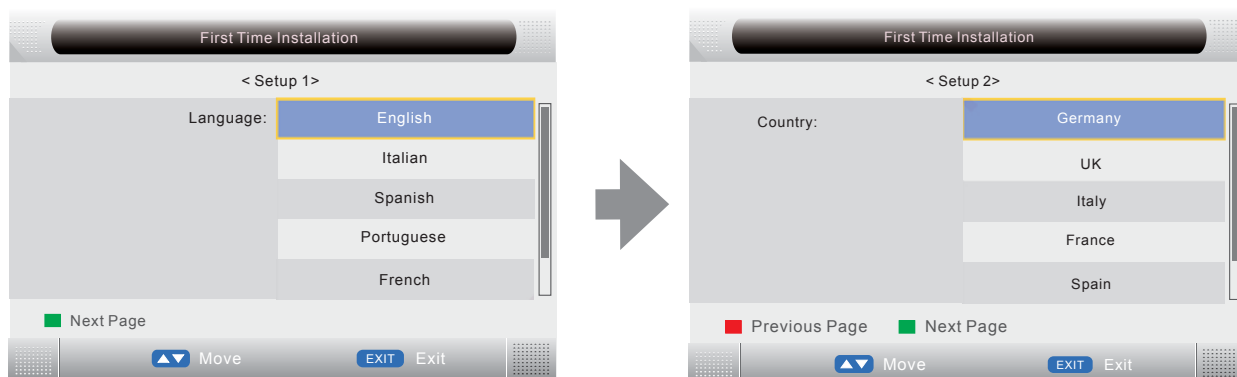 First Time Installation
< Setup 1>
Language:
English
Italian
Spanish
Portuguese
French
Next Page
Move
EXIT Exit
First Time Installation
< Setup 2>
Country:
Germany
UK
Italy
France
Spain
Previous Page Next Page
Move
EXIT Exit